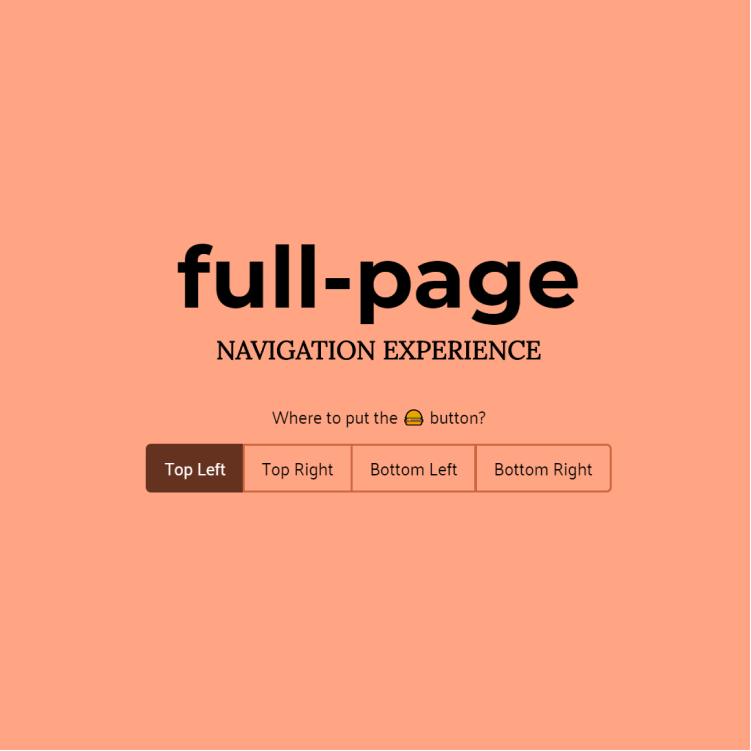 full-page
NAVIGATION EXPERIENCE
Where to put the 🍔 button?
Top Left
Top Right
Bottom Left
Bottom Right